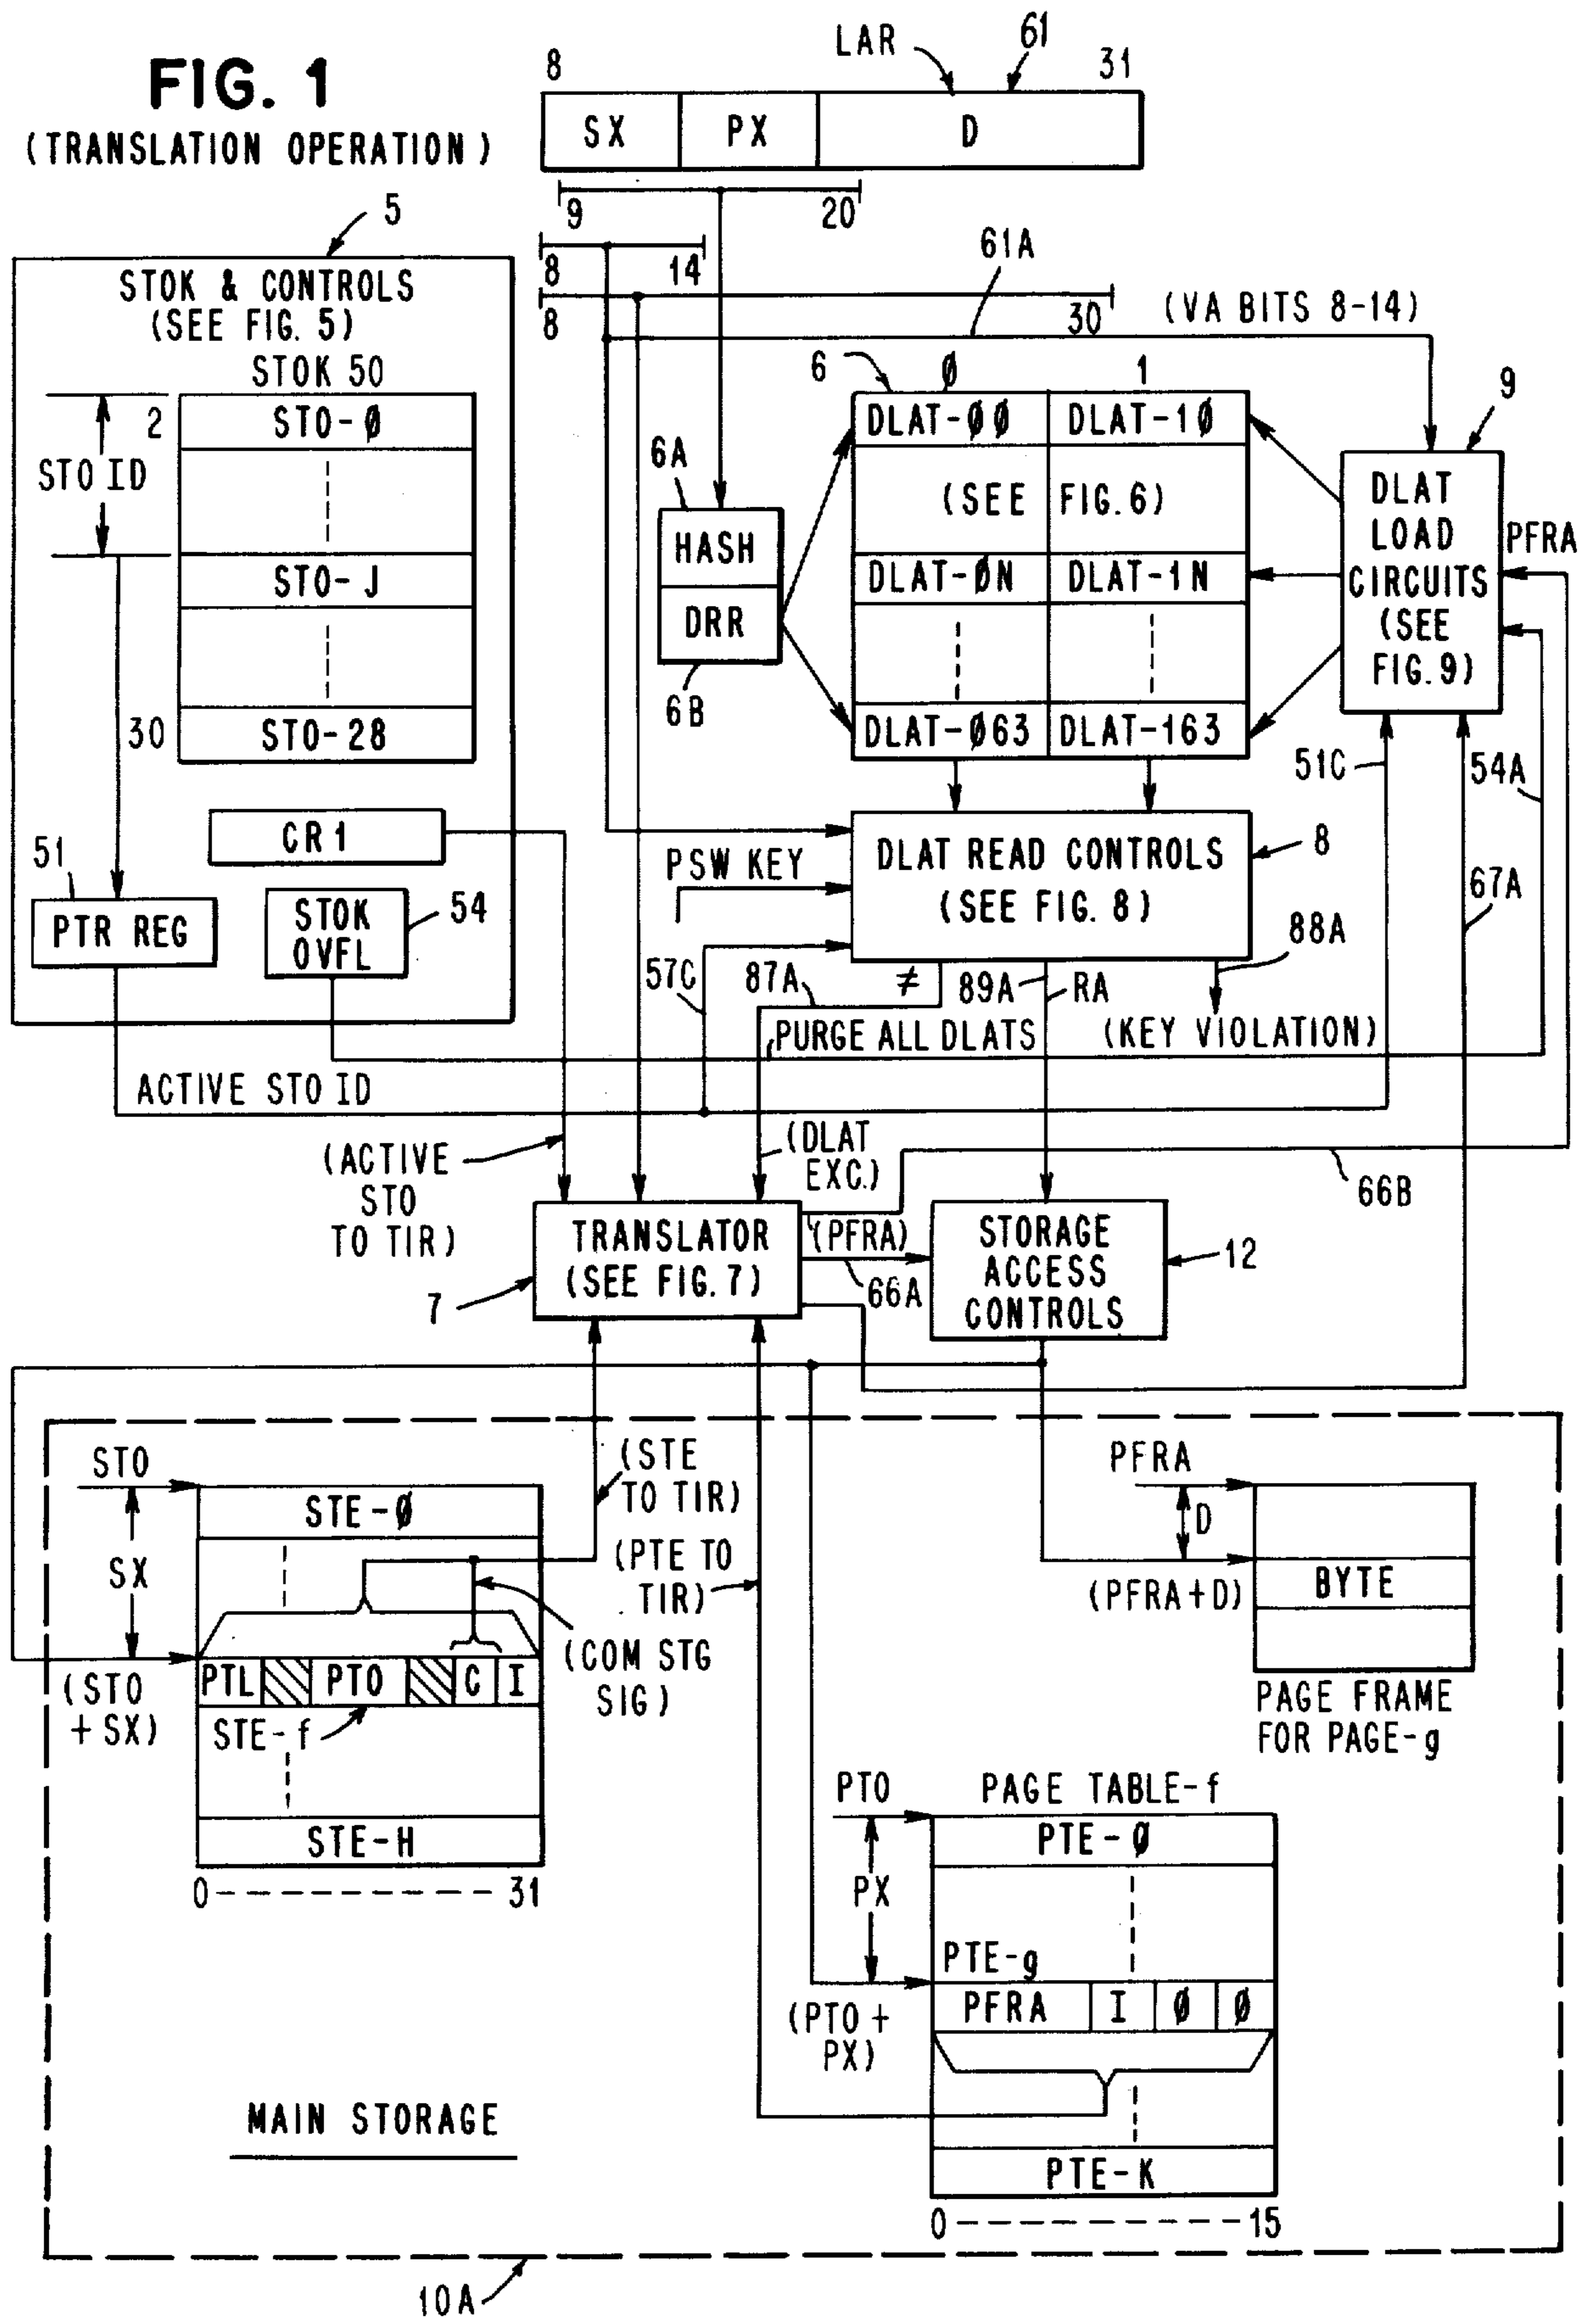 FIG. 1
(TRANSLATION OPERATION)
LAR
61
8
31
SX
PX
D
9
20
8
14
8
30
61A
(VA BITS 8-14)
5
STOK & CONTROLS
(SEE FIG. 5)
STOK 50
2
STO-Ø
STO ID
STO-J
30
STO-28
CR1
51
PTR REG
STOK
OVFL
54
6
Ø
1
DLAT-ØØ
DLAT-1Ø
(SEE FIG.6)
DLAT-ØN
DLAT-1N
DLAT-Ø63
DLAT-163
6A
HASH
DRR
6B
9
DLAT
LOAD
CIRCUITS
(SEE
FIG.9)
PFRA
51C
54A
67A
PSW KEY
DLAT READ CONTROLS
(SEE FIG. 8)
8
57C
87A
≠
89A
RA
88A
PURGE ALL DLATS
(KEY VIOLATION)
ACTIVE STO ID
(ACTIVE
STO
TO TIR)
(DLAT
EXC.)
66B
TRANSLATOR
(SEE FIG.7)
7
(PFRA)
66A
STORAGE
ACCESS
CONTROLS
12
STO
SX
(STO
+ SX)
STE-Ø
PTL
PTO
C
I
STE-f
STE-H
0
31
(STE
TO TIR)
(PTE TO
TIR)
(COM STG
SIG)
PFRA
D
(PFRA+D)
BYTE
PAGE FRAME
FOR PAGE-g
PTO
PAGE TABLE-f
PX
(PTO +
PX)
PTE-Ø
PTE-g
PFRA
I
Ø
Ø
PTE-K
0
15
MAIN STORAGE
10A